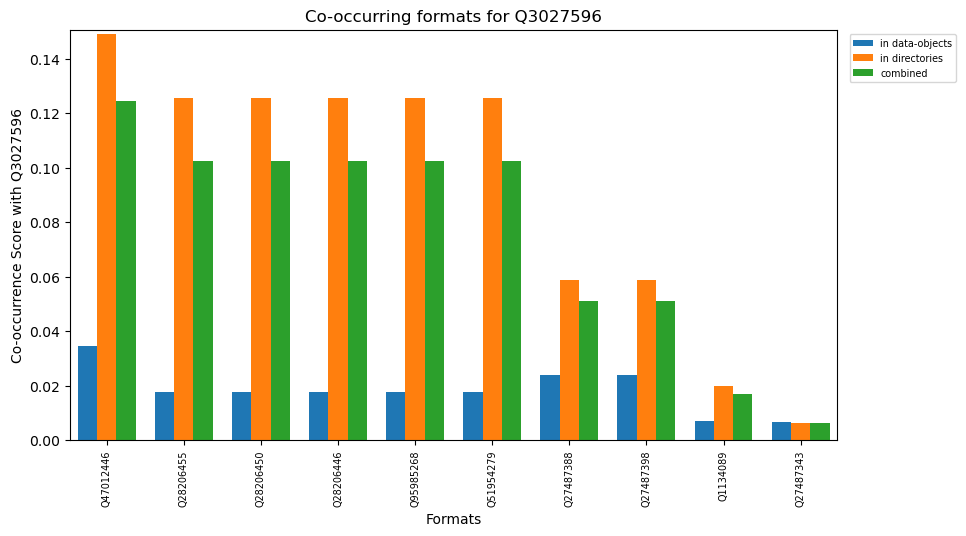 Co-occurring formats for Q3027596
in data-objects
in directories
combined
Co-occurrence Score with Q3027596
0.14
0.12
0.10
0.08
0.06
0.04
0.02
0.00
Q47012446
Q28206455
Q28206450
Q28206446
Q95985268
Q51954279
Q27487388
Q27487398
Q1134089
Q27487343
Formats